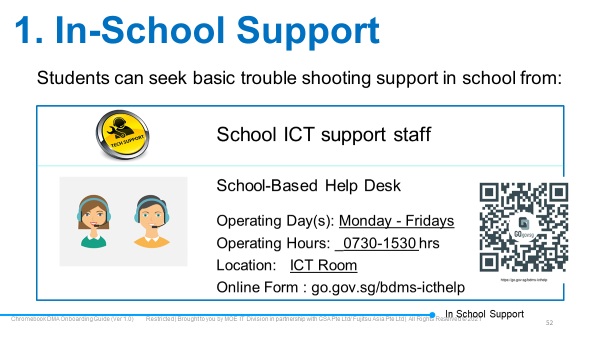 1. In-School Support
Students can seek basic trouble shooting support in school from:
TECH SUPPORT
School ICT support staff
School-Based Help Desk
Operating Day(s): Monday - Fridays
Operating Hours: _0730-1530 hrs
Location: ICT Room
Online Form : go.gov.sg/bdms-icthelp
GOgovsg
https://go.gov.sg/bdms-icthelp
In School Support
Chromebook DMA Onboarding Guide (Ver 1.0) Restricted| Brought to you by MOE IT Division in partnership with GSA Pte Ltd/ Fujitsu Asia Pte Ltd| All Rights Reserved © 2021
52